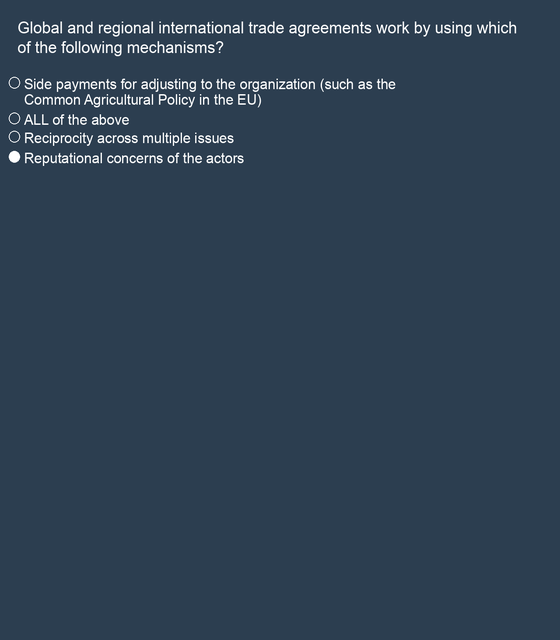 Global and regional international trade agreements work by using which
of the following mechanisms?
Side payments for adjusting to the organization (such as the
Common Agricultural Policy in the EU)
ALL of the above
Reciprocity across multiple issues
Reputational concerns of the actors